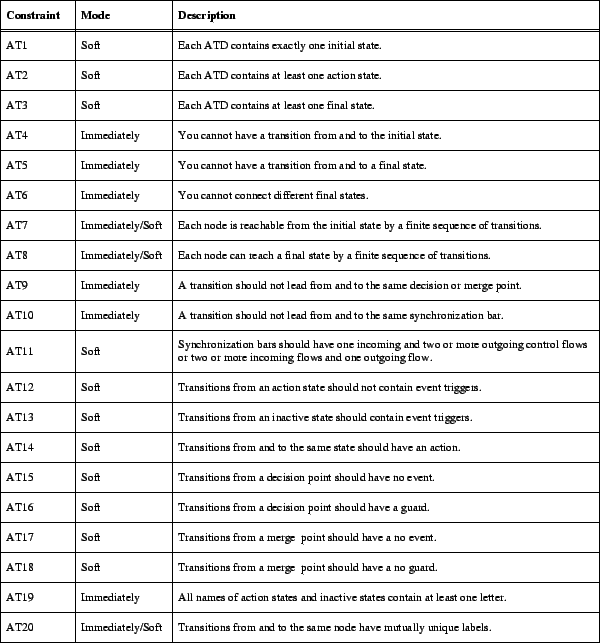 Constraint Mode Description
AT1 Soft Each ATD contains exactly one initial state.
AT2 Soft Each ATD contains at least one action state.
AT3 Soft Each ATD contains at least one final state.
AT4 Immediately You cannot have a transition from and to the initial state.
AT5 Immediately You cannot have a transition from and to a final state.
AT6 Immediately You cannot connect different final states.
AT7 Immediately/Soft Each node is reachable from the initial state by a finite sequence of transitions.
AT8 Immediately/Soft Each node can reach a final state by a finite sequence of transitions.
AT9 Immediately A transition should not lead from and to the same decision or merge point.
AT10 Immediately A transition should not lead from and to the same synchronization bar.
AT11 Soft Synchronization bars should have one incoming and two or more outgoing control flows
or two or more incoming flows and one outgoing flow.
AT12 Soft Transitions from an action state should not contain event triggers.
AT13 Soft Transitions from an inactive state should contain event triggers.
AT14 Soft Transitions from and to the same state should have an action.
AT15 Soft Transitions from a decision point should have no event.
AT16 Soft Transitions from a decision point should have a guard.
AT17 Soft Transitions from a merge point should have a no event.
AT18 Soft Transitions from a merge point should have a no guard.
AT19 Immediately All names of action states and inactive states contain at least one letter.
AT20 Immediately/Soft Transitions from and to the same node have mutually unique labels.